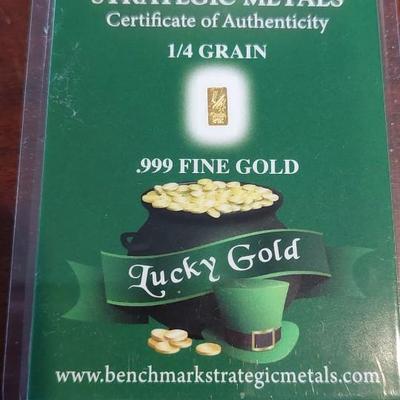 STRATEGIC METALS
Certificate of Authenticity
1/4 GRAIN
.999 FINE GOLD
Lucky Gold
www.benchmarkstrategicmetals.com